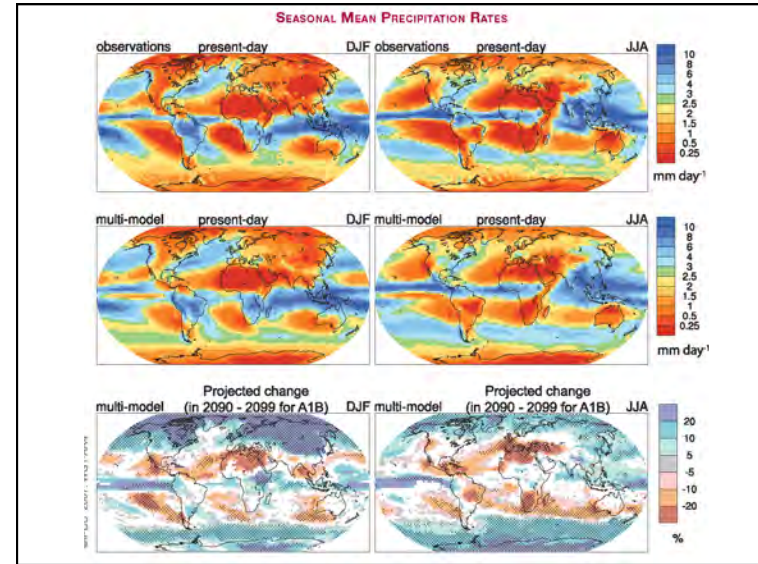 SEASONAL MEAN PRECIPITATION RATES
observations present-day DJF
observations present-day JJA
10
8
6
4
3
2.5
2
1.5
1
0.25
mm day-1
multi-model present-day DJF
multi-model present-day JJA
10
8
6
4
3
2.5
2
1.5
1
0.25
mm day-1
Projected change
multi-model (in 2090 - 2099 for A1B) DJF
Projected change
multi-model (in 2090 - 2099 for A1B) JJA
20
10
5
-5
-10
-20
%
2007: